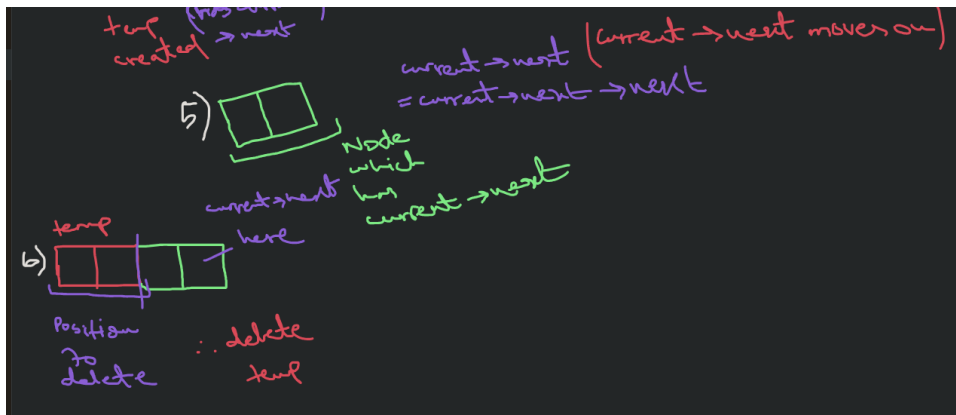 temp
created → next
current → next (current → next moves on)
= current → next → next
5)
Node
which
has
current → next
current → next
here
temp
6)
Position
To
delete
∴ delete
temp